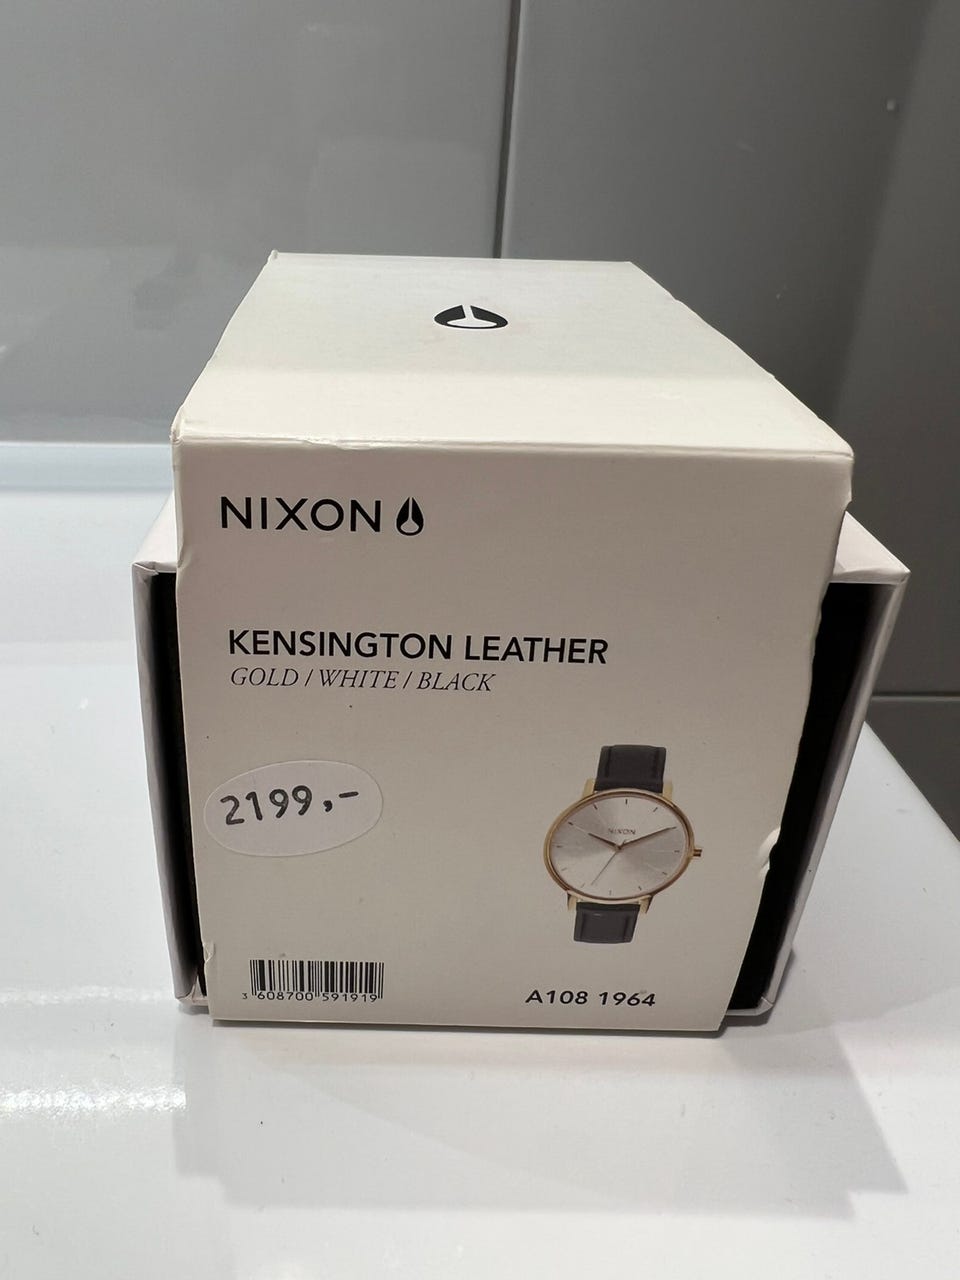 NIXON
KENSINGTON LEATHER
GOLD / WHITE / BLACK
2199,-
NIXON
3 608700 591919
A108 1964